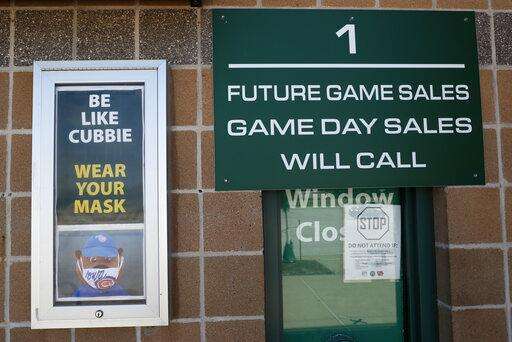 BE
LIKE
CUBBIE
WEAR
YOUR
MASK
1
FUTURE GAME SALES
GAME DAY SALES
WILL CALL
Window
Clos
STOP
DO NOT ATTEND IF: